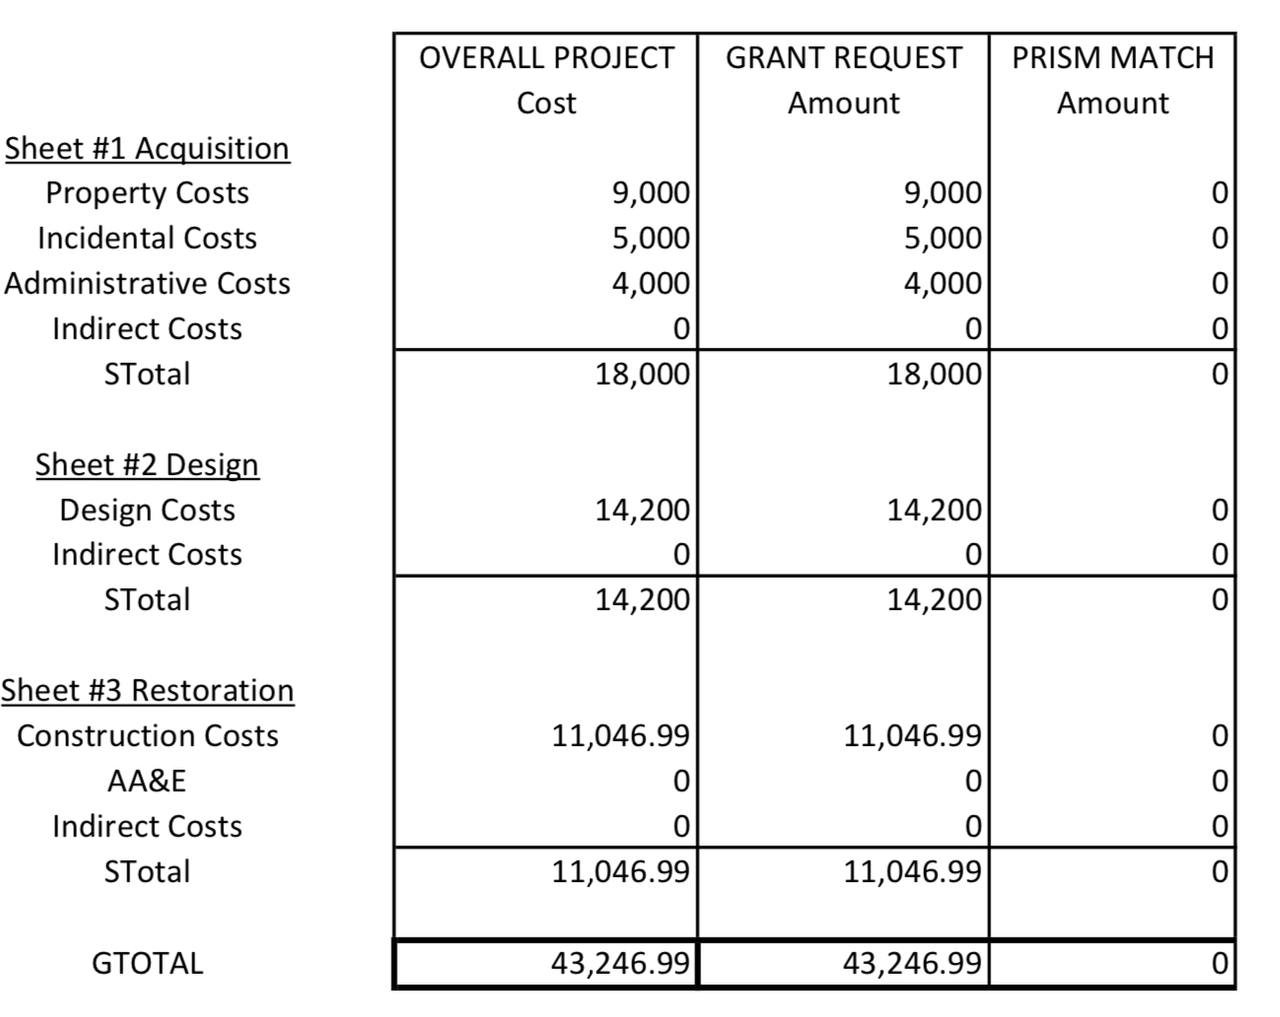 OVERALL PROJECT GRANT REQUEST PRISM MATCH
Cost Amount Amount
Sheet #1 Acquisition
Property Costs 9,000 9,000 0
Incidental Costs 5,000 5,000 0
Administrative Costs 4,000 4,000 0
Indirect Costs 0 0 0
STotal 18,000 18,000 0
Sheet #2 Design
Design Costs 14,200 14,200 0
Indirect Costs 0 0 0
STotal 14,200 14,200 0
Sheet #3 Restoration
Construction Costs 11,046.99 11,046.99 0
AA&E 0 0 0
Indirect Costs 0 0 0
STotal 11,046.99 11,046.99 0
GTOTAL 43,246.99 43,246.99 0